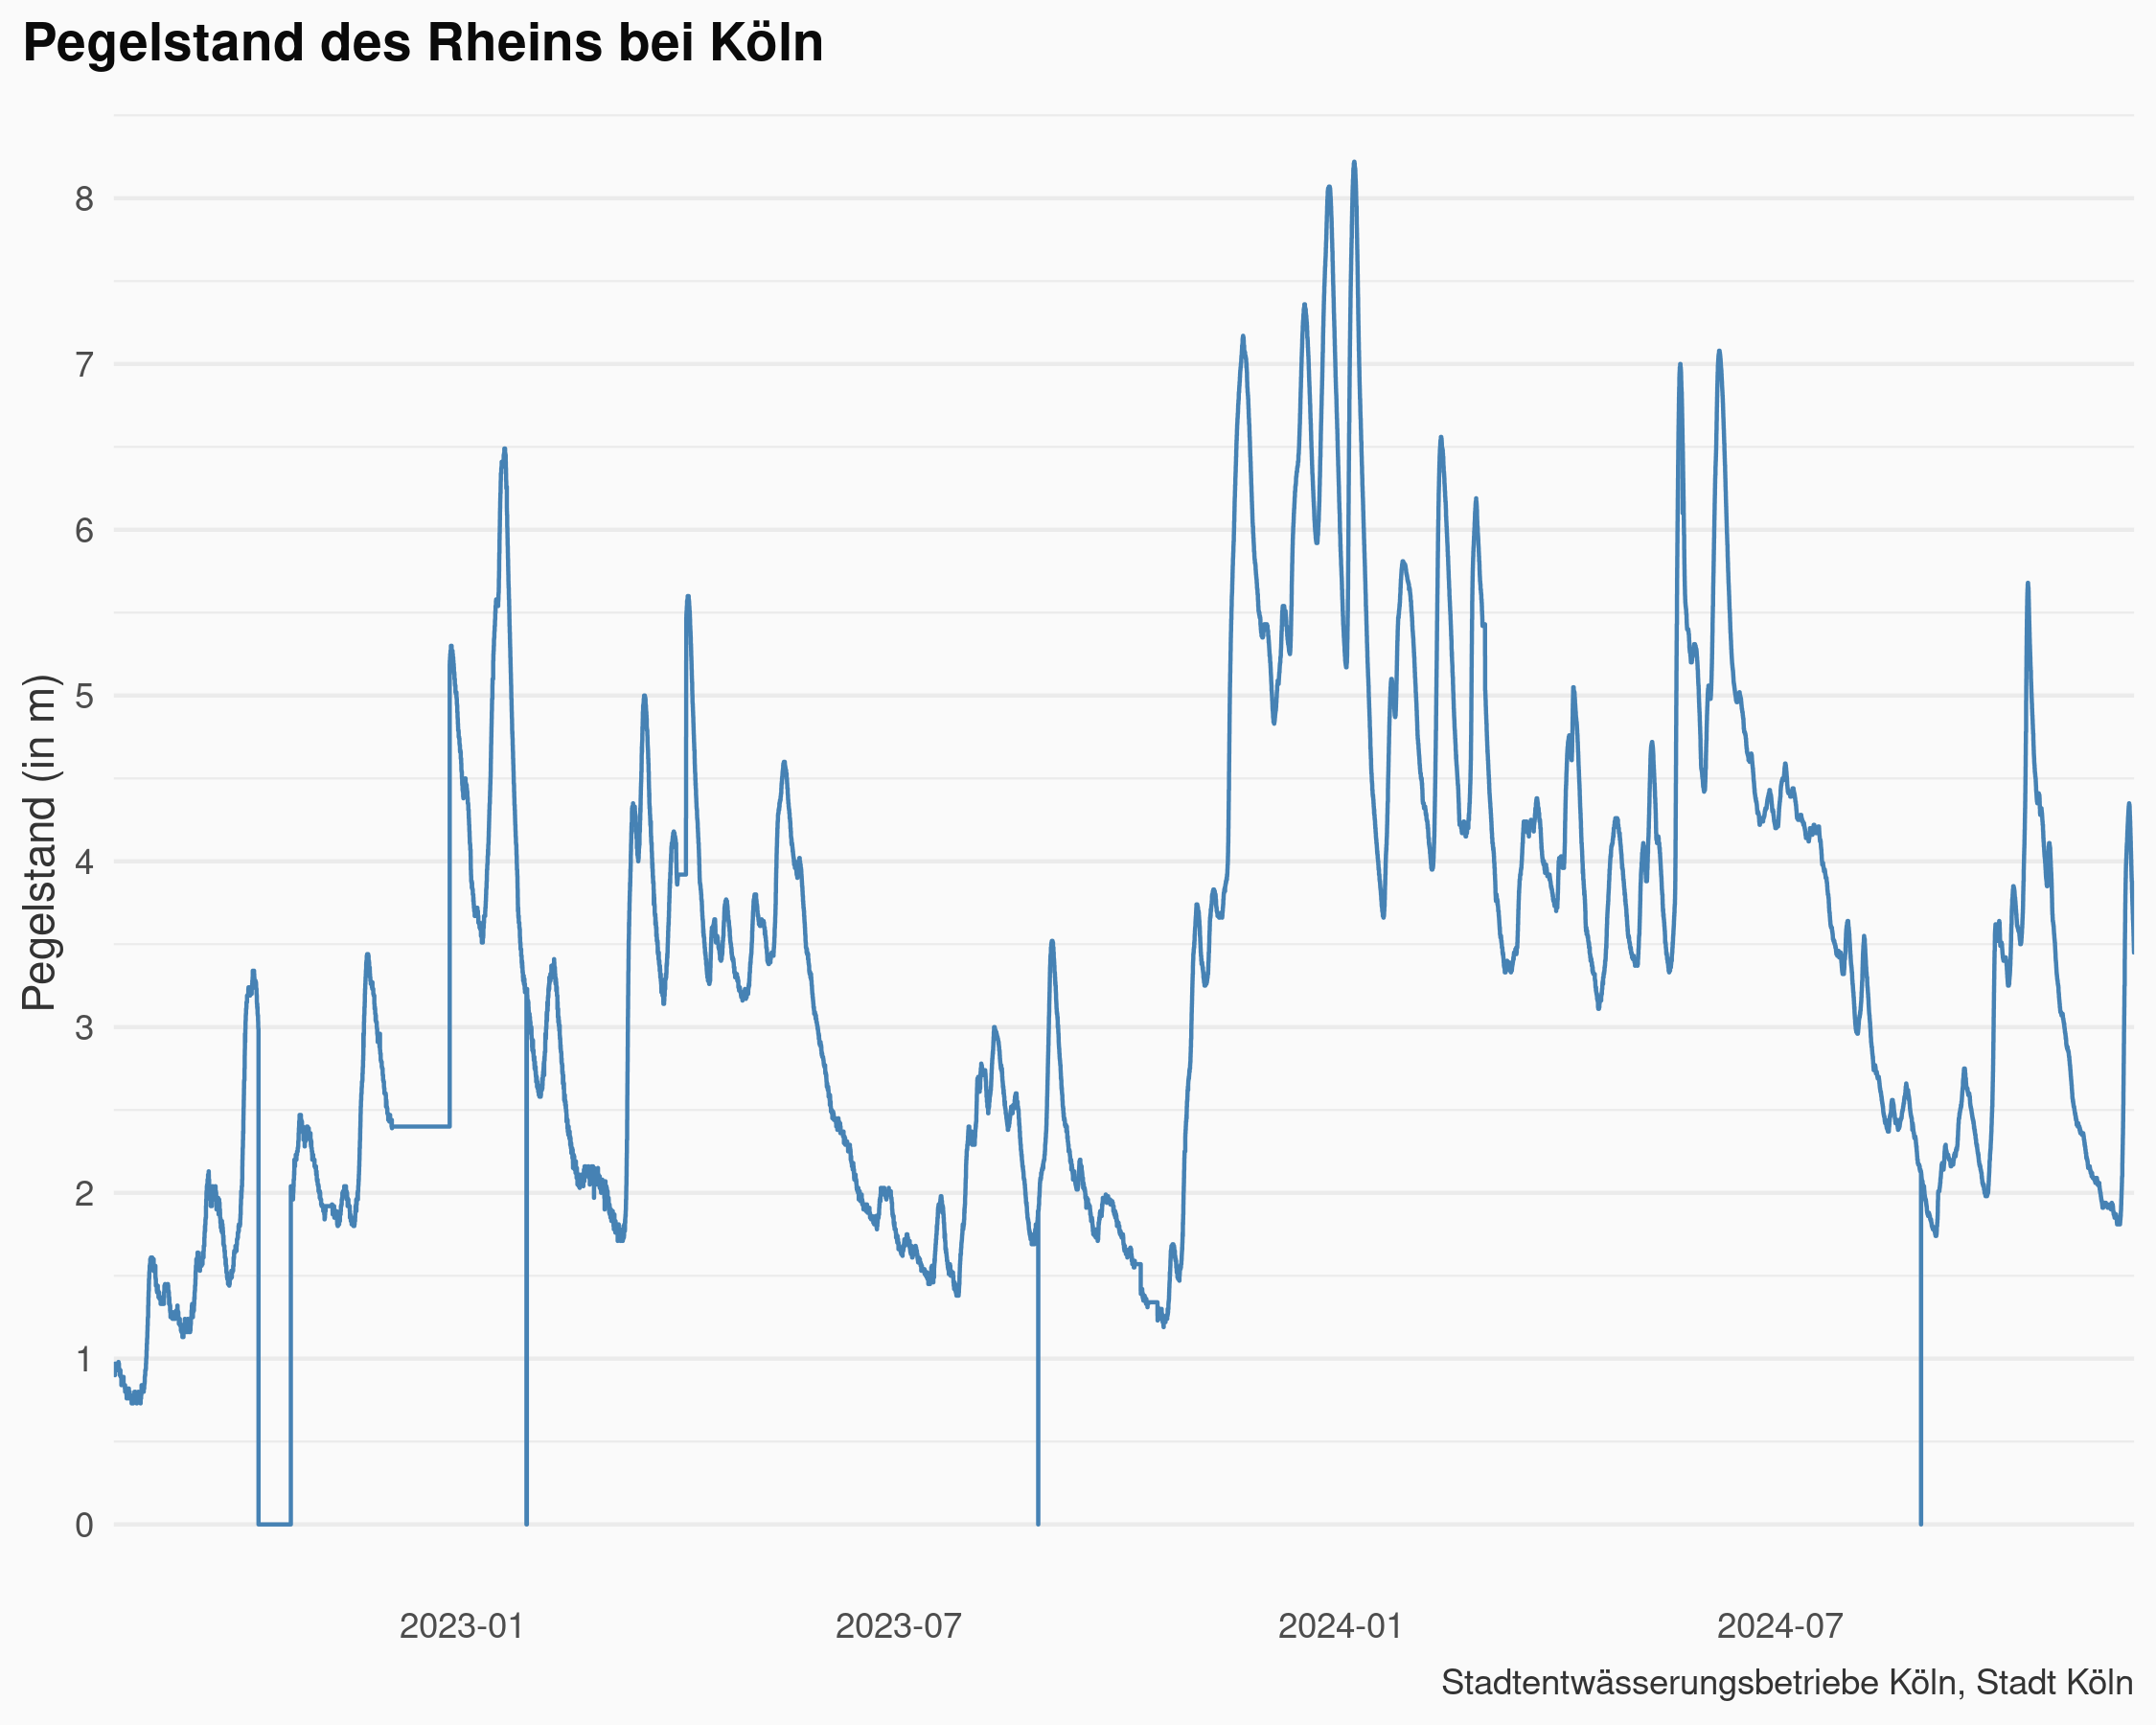 Pegelstand des Rheins bei Köln
Pegelstand (in m)
8
7
6
5
4
3
2
1
0
2023-01 2023-07 2024-01 2024-07
Stadtentwässerungsbetriebe Köln, Stadt Köln